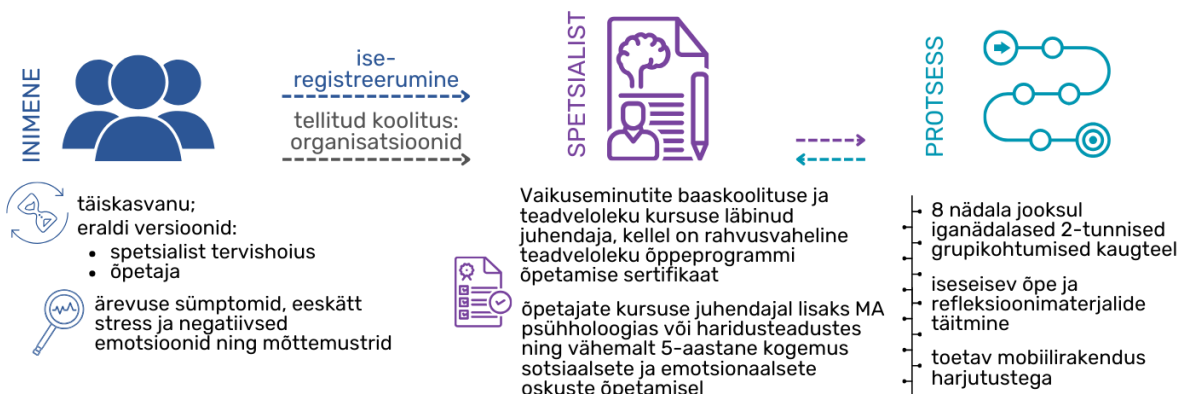 INIMENE
ise-
registreerumine
tellitud koolitus:
organisatsioonid
täiskasvanu;
eraldi versioonid:
• spetsialist tervishoius
• õpetaja
ärevuse sümptomid, eeskätt
stress ja negatiivsed
emotsioonid ning mõttemustrid
SPETSIALIST
Vaikuseminutite baaskoolituse ja
teadveloleku kursuse läbinud
juhendaja, kellel on rahvusvaheline
teadveloleku õppeprogrammi
õpetamise sertifikaat
õpetajate kursuse juhendajal lisaks MA
psühholoogias või haridusteadustes
ning vähemalt 5-aastane kogemus
sotsiaalsete ja emotsionaalsete
oskuste õpetamisel
PROTSESS
8 nädala jooksul
iganädalased 2-tunnised
grupikohtumised kaugteel
iseseisev õpe ja
refleksioonimaterjalide
täitmine
toetav mobiilirakendus
harjutustega